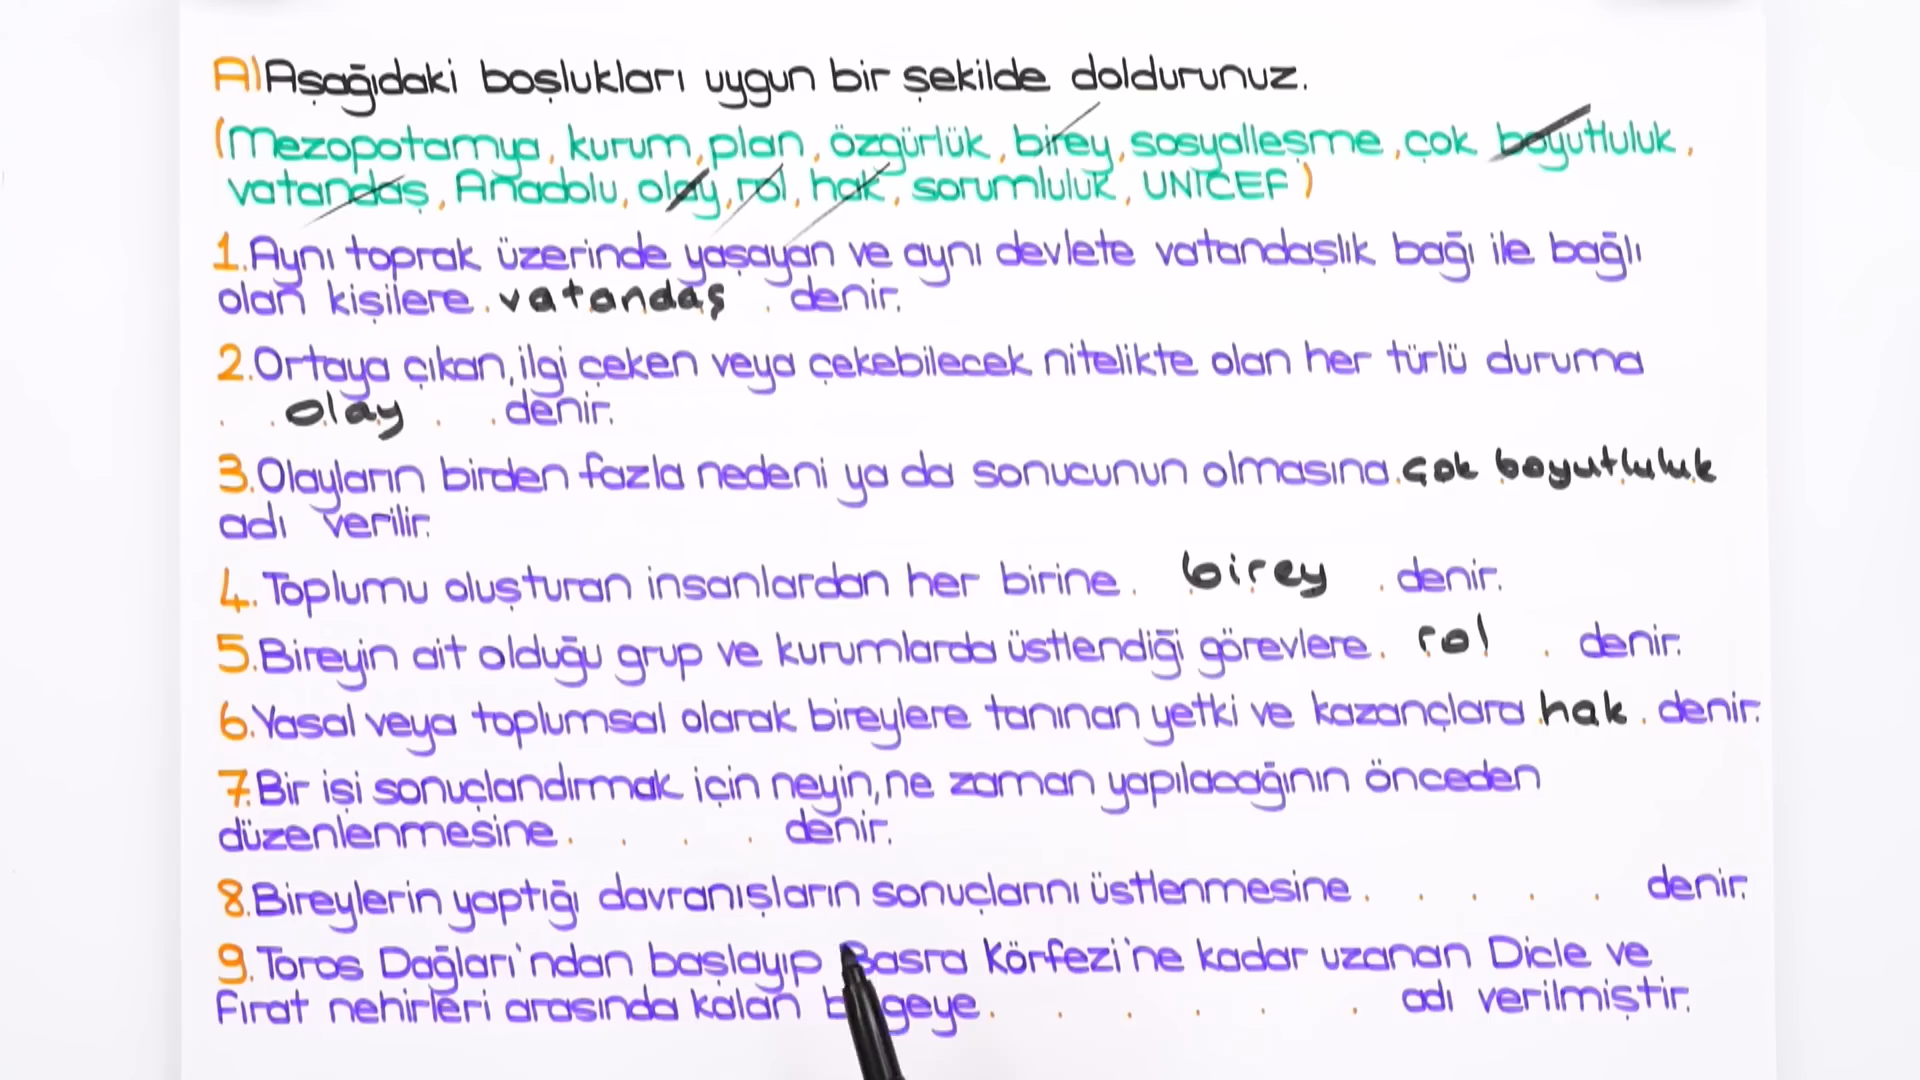 A) Aşağıdaki boşlukları uygun bir şekilde doldurunuz.
(Mezopotamya, kurum, plan, özgürlük, birey, sosyalleşme, çok boyutluluk,
vatandaş, Anadolu, olay, rol, hak, sorumluluk, UNICEF)
1. Aynı toprak üzerinde yaşayan ve aynı devlete vatandaşlık bağı ile bağlı
olan kişilere . vatandaş . denir.
2. Ortaya çıkan, ilgi çeken veya çekebilecek nitelikte olan her türlü duruma
. . olay . . denir.
3. Olayların birden fazla nedeni ya da sonucunun olmasına . çok boyutluluk
adı verilir.
4. Toplumu oluşturan insanlardan her birine . birey . denir.
5. Bireyin ait olduğu grup ve kurumlarda üstlendiği görevlere . rol . denir.
6. Yasal veya toplumsal olarak bireylere tanınan yetki ve kazançlara . hak . denir.
7. Bir işi sonuçlandırmak için neyin, ne zaman yapılacağının önceden
düzenlenmesine . . . . denir.
8. Bireylerin yaptığı davranışların sonuçlarını üstlenmesine . . . . . denir.
9. Toros Dağları'ndan başlayıp Basra Körfezi'ne kadar uzanan Dicle ve
Fırat nehirleri arasında kalan . . . . . . adı verilmiştir.